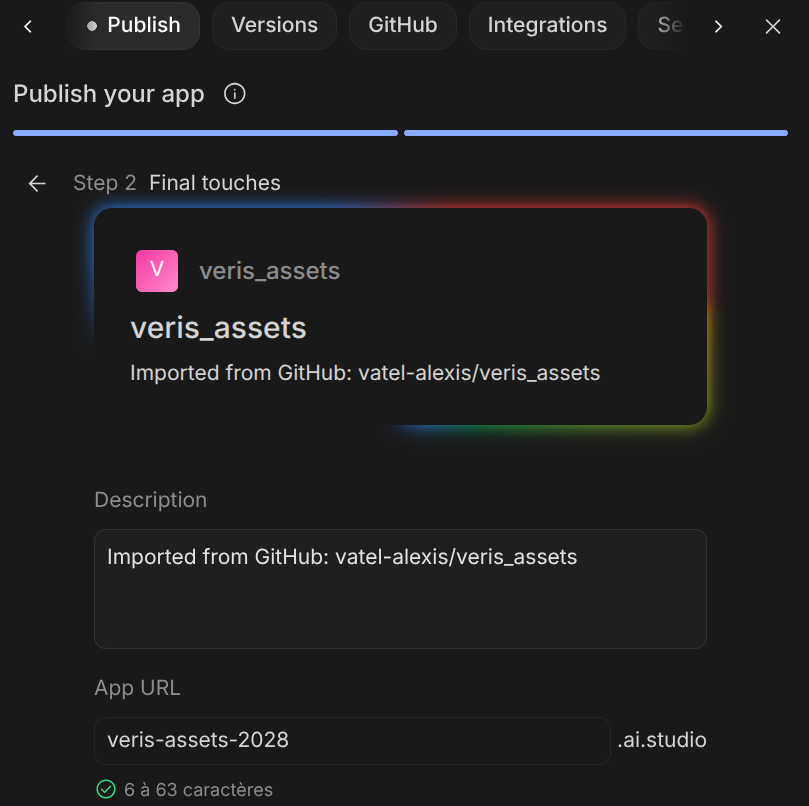 Publish
Versions
GitHub
Integrations
Se
Publish your app
Step 2 Final touches
V
veris_assets
veris_assets
Imported from GitHub: vatel-alexis/veris_assets
Description
Imported from GitHub: vatel-alexis/veris_assets
App URL
veris-assets-2028
.ai.studio
6 à 63 caractères